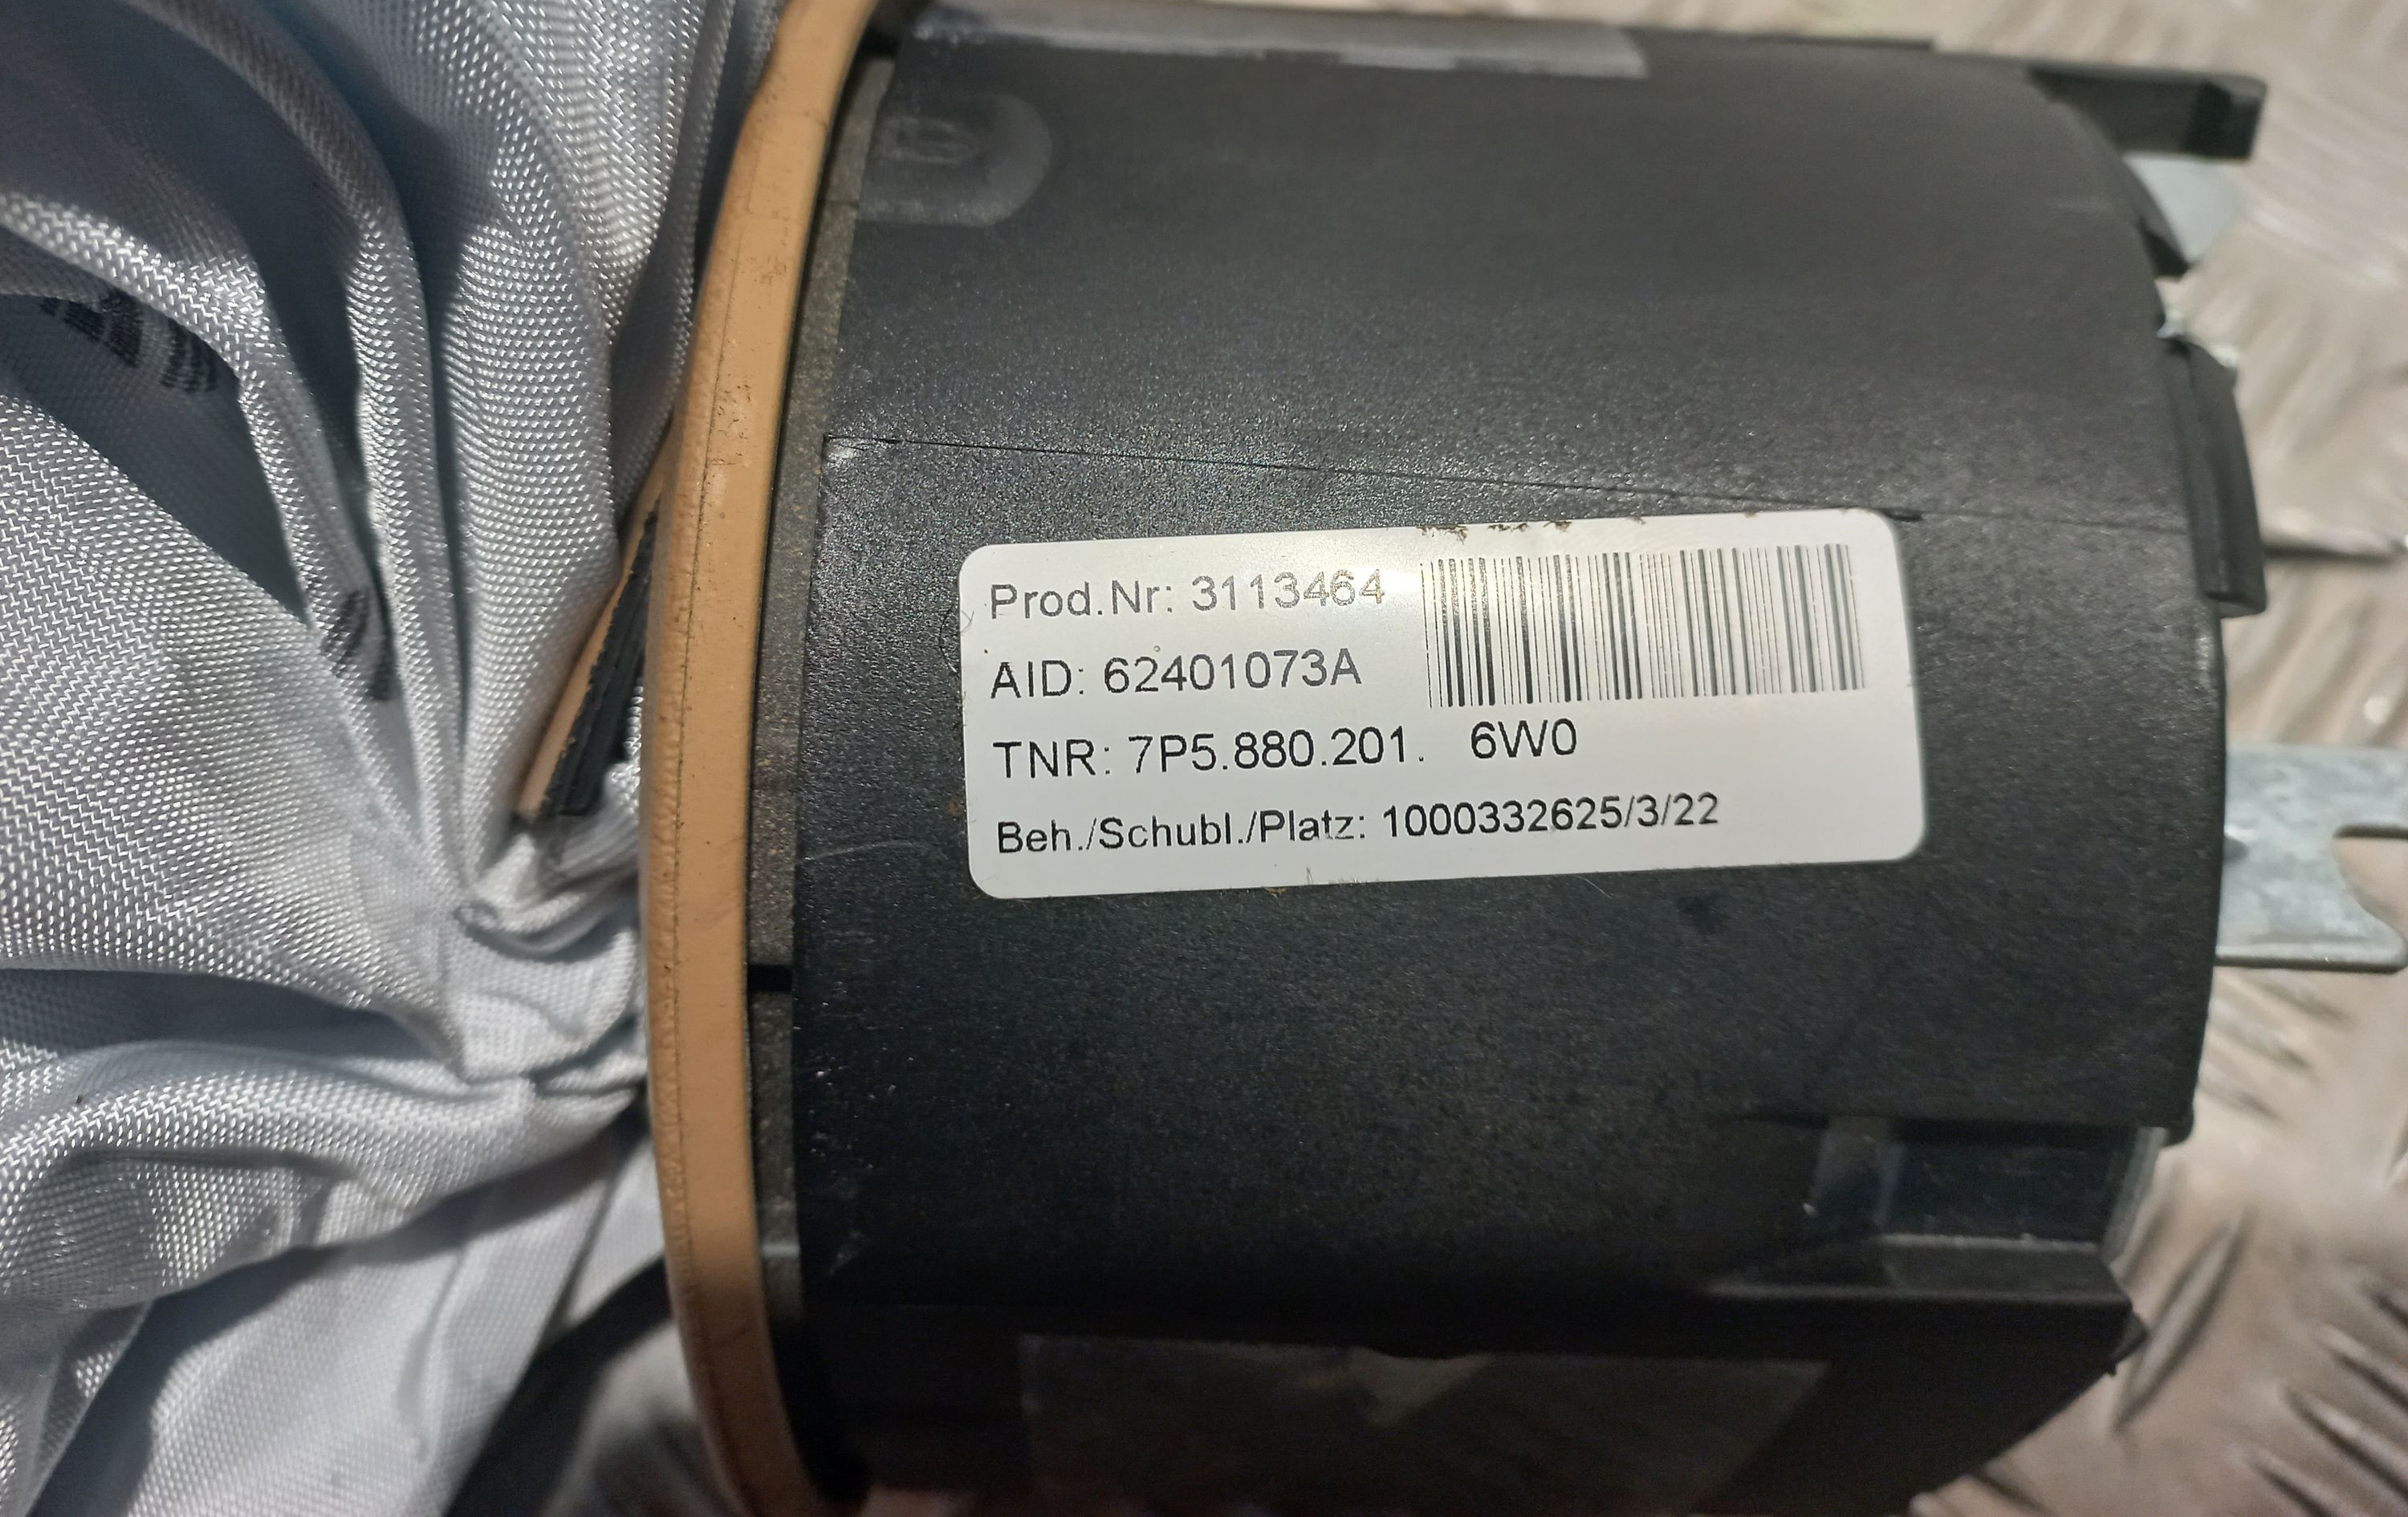 Prod.Nr: 3113464
AID: 62401073A
TNR: 7P5.880.201. 6W0
Beh./Schubl./Platz: 1000332625/3/22